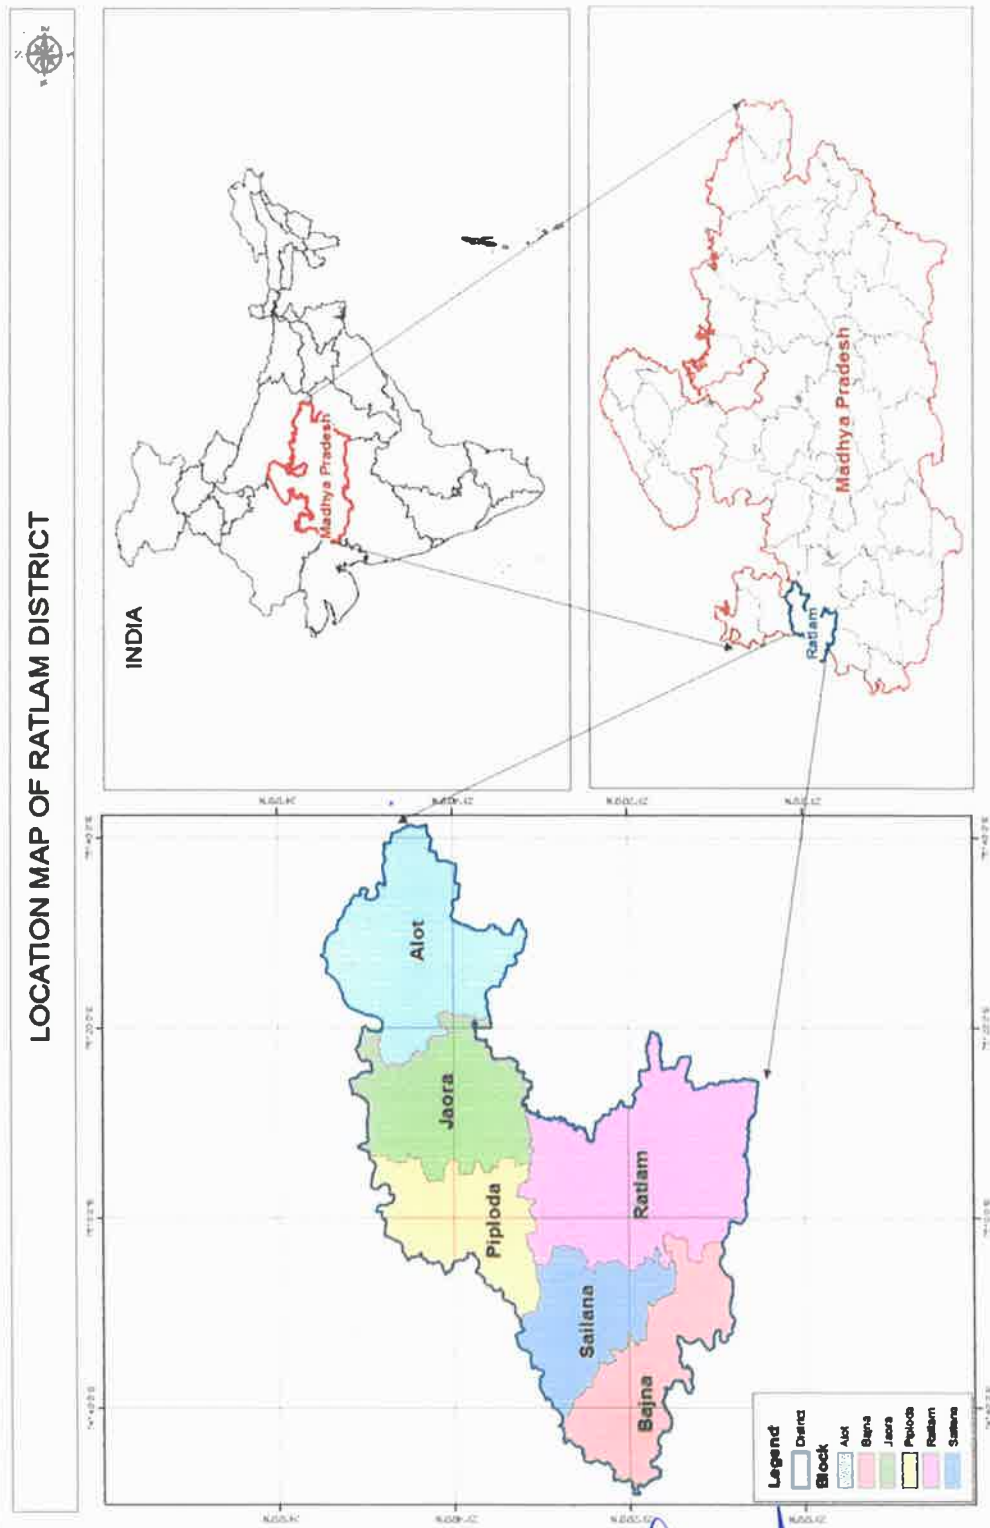 LOCATION MAP OF RATLAM DISTRICT
INDIA
Madhya Pradesh
Madhya Pradesh
Ratlam
Alot
Jaora
Piploda
Ratlam
Sailana
Bajna
Legend
District
Block
Alot
Bajna
Jaora
Piploda
Ratlam
Sailana